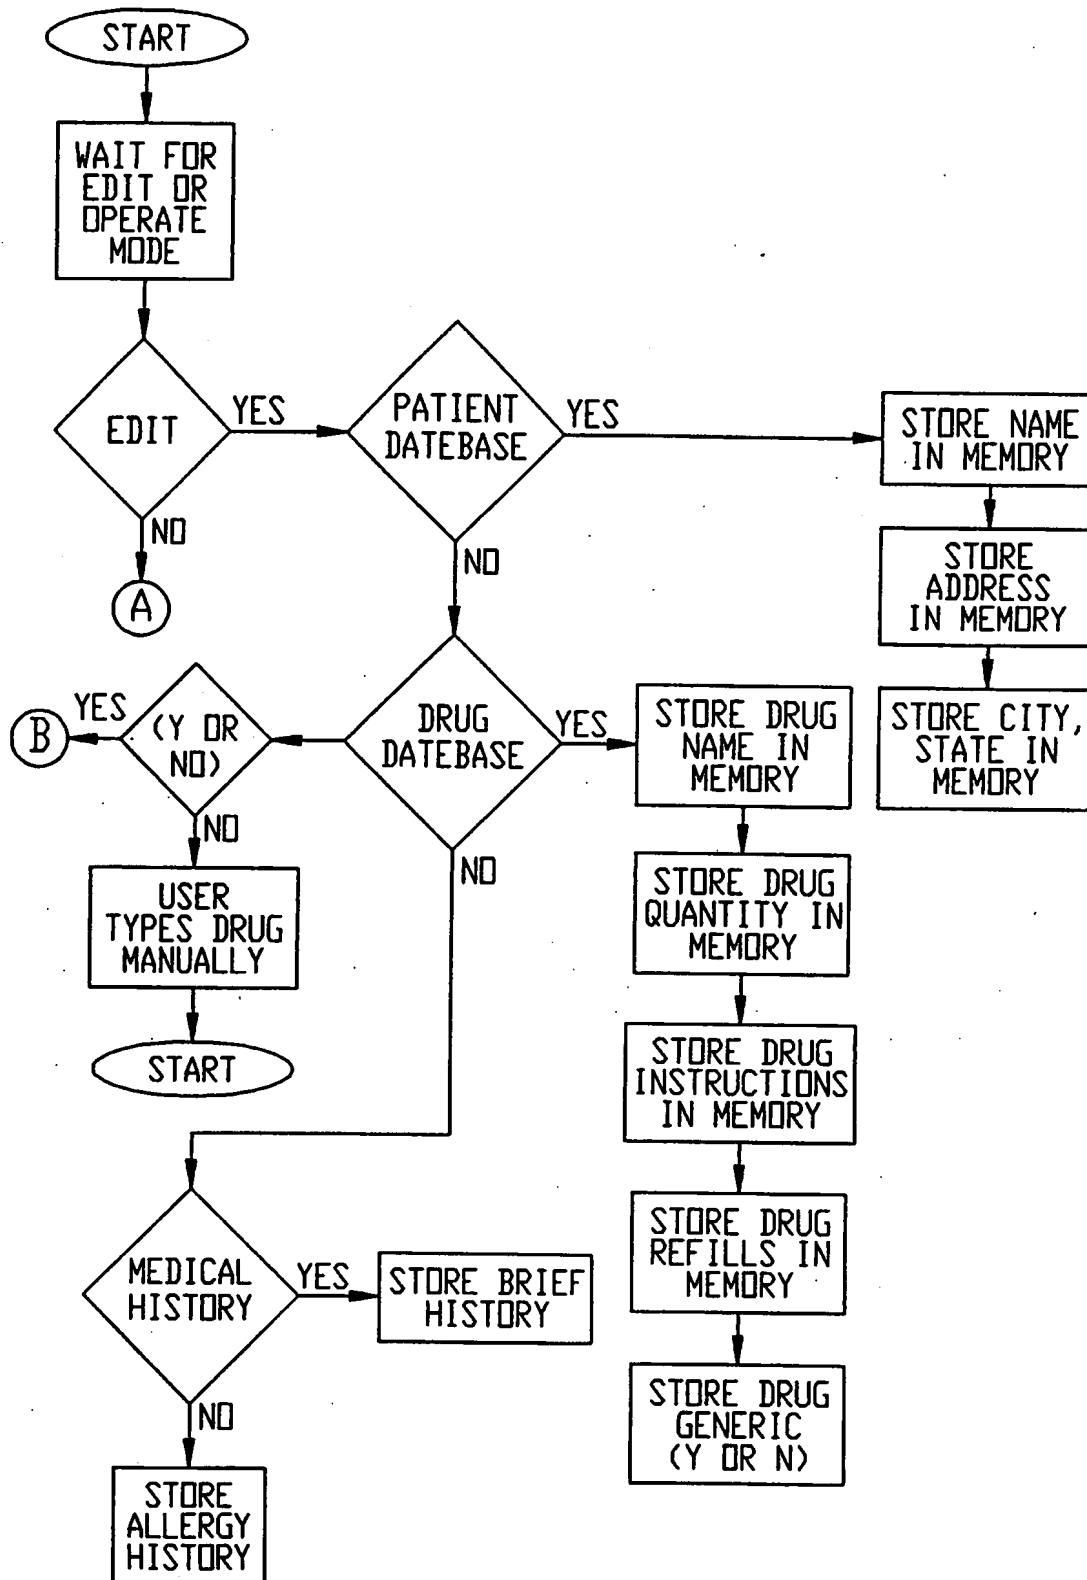 START
WAIT FOR
EDIT OR
OPERATE
MODE
EDIT
YES
NO
A
PATIENT
DATEBASE
YES
NO
STORE NAME
IN MEMORY
STORE
ADDRESS
IN MEMORY
STORE CITY,
STATE IN
MEMORY
DRUG
DATEBASE
YES
NO
(Y OR
NO)
YES
B
NO
USER
TYPES DRUG
MANUALLY
START
STORE DRUG
NAME IN
MEMORY
STORE DRUG
QUANTITY IN
MEMORY
STORE DRUG
INSTRUCTIONS
IN MEMORY
STORE DRUG
REFILLS IN
MEMORY
STORE DRUG
GENERIC
(Y OR N)
MEDICAL
HISTORY
YES
STORE BRIEF
HISTORY
NO
STORE
ALLERGY
HISTORY